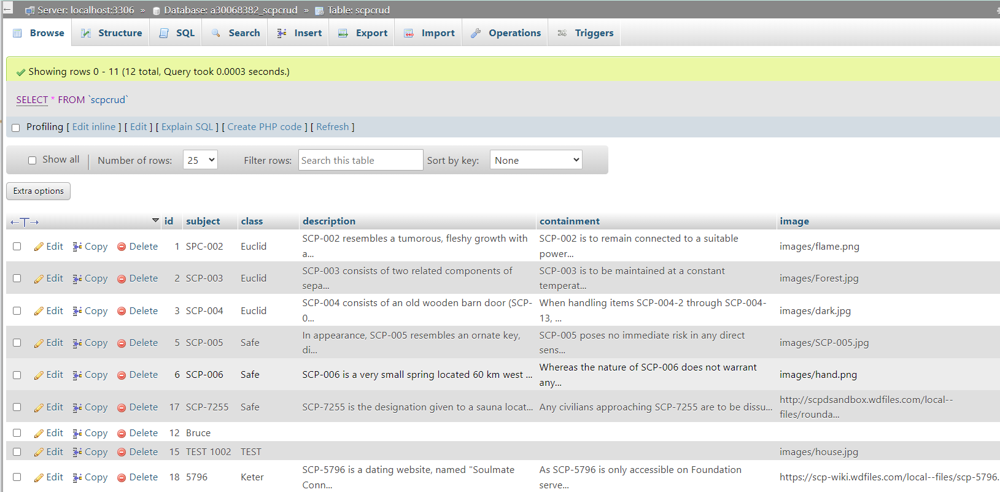 Server: localhost:3306 » Database: a30068382_scpcrud » Table: scpcrud
Browse Structure SQL Search Insert Export Import Operations Triggers
Showing rows 0 - 11 (12 total, Query took 0.0003 seconds.)
SELECT * FROM `scpcrud`
Profiling [ Edit inline ] [ Edit ] [ Explain SQL ] [ Create PHP code ] [ Refresh ]
Show all Number of rows: 25 Filter rows: Search this table Sort by key: None
Extra options
←T→ id subject class description containment image
Edit Copy Delete 1 SPC-002 Euclid SCP-002 resembles a tumorous, fleshy growth with a... SCP-002 is to remain connected to a suitable power... images/flame.png
Edit Copy Delete 2 SCP-003 Euclid SCP-003 consists of two related components of sepa... SCP-003 is to be maintained at a constant temperat... images/Forest.jpg
Edit Copy Delete 3 SCP-004 Euclid SCP-004 consists of an old wooden barn door (SCP-0... When handling items SCP-004-2 through SCP-004-13, ... images/dark.jpg
Edit Copy Delete 5 SCP-005 Safe In appearance, SCP-005 resembles an ornate key, di... SCP-005 poses no immediate risk in any direct sens... images/SCP-005.jpg
Edit Copy Delete 6 SCP-006 Safe SCP-006 is a very small spring located 60 km west ... Whereas the nature of SCP-006 does not warrant any... images/hand.png
Edit Copy Delete 17 SCP-7255 Safe SCP-7255 is the designation given to a sauna locat... Any civilians approaching SCP-7255 are to be dissu... http://scpdsandbox.wdfiles.com/local--files/rounda...
Edit Copy Delete 12 Bruce
Edit Copy Delete 15 TEST 1002 TEST images/house.jpg
Edit Copy Delete 18 5796 Keter SCP-5796 is a dating website, named "Soulmate Conn... As SCP-5796 is only accessible on Foundation serve... https://scp-wiki.wdfiles.com/local--files/scp-5796.